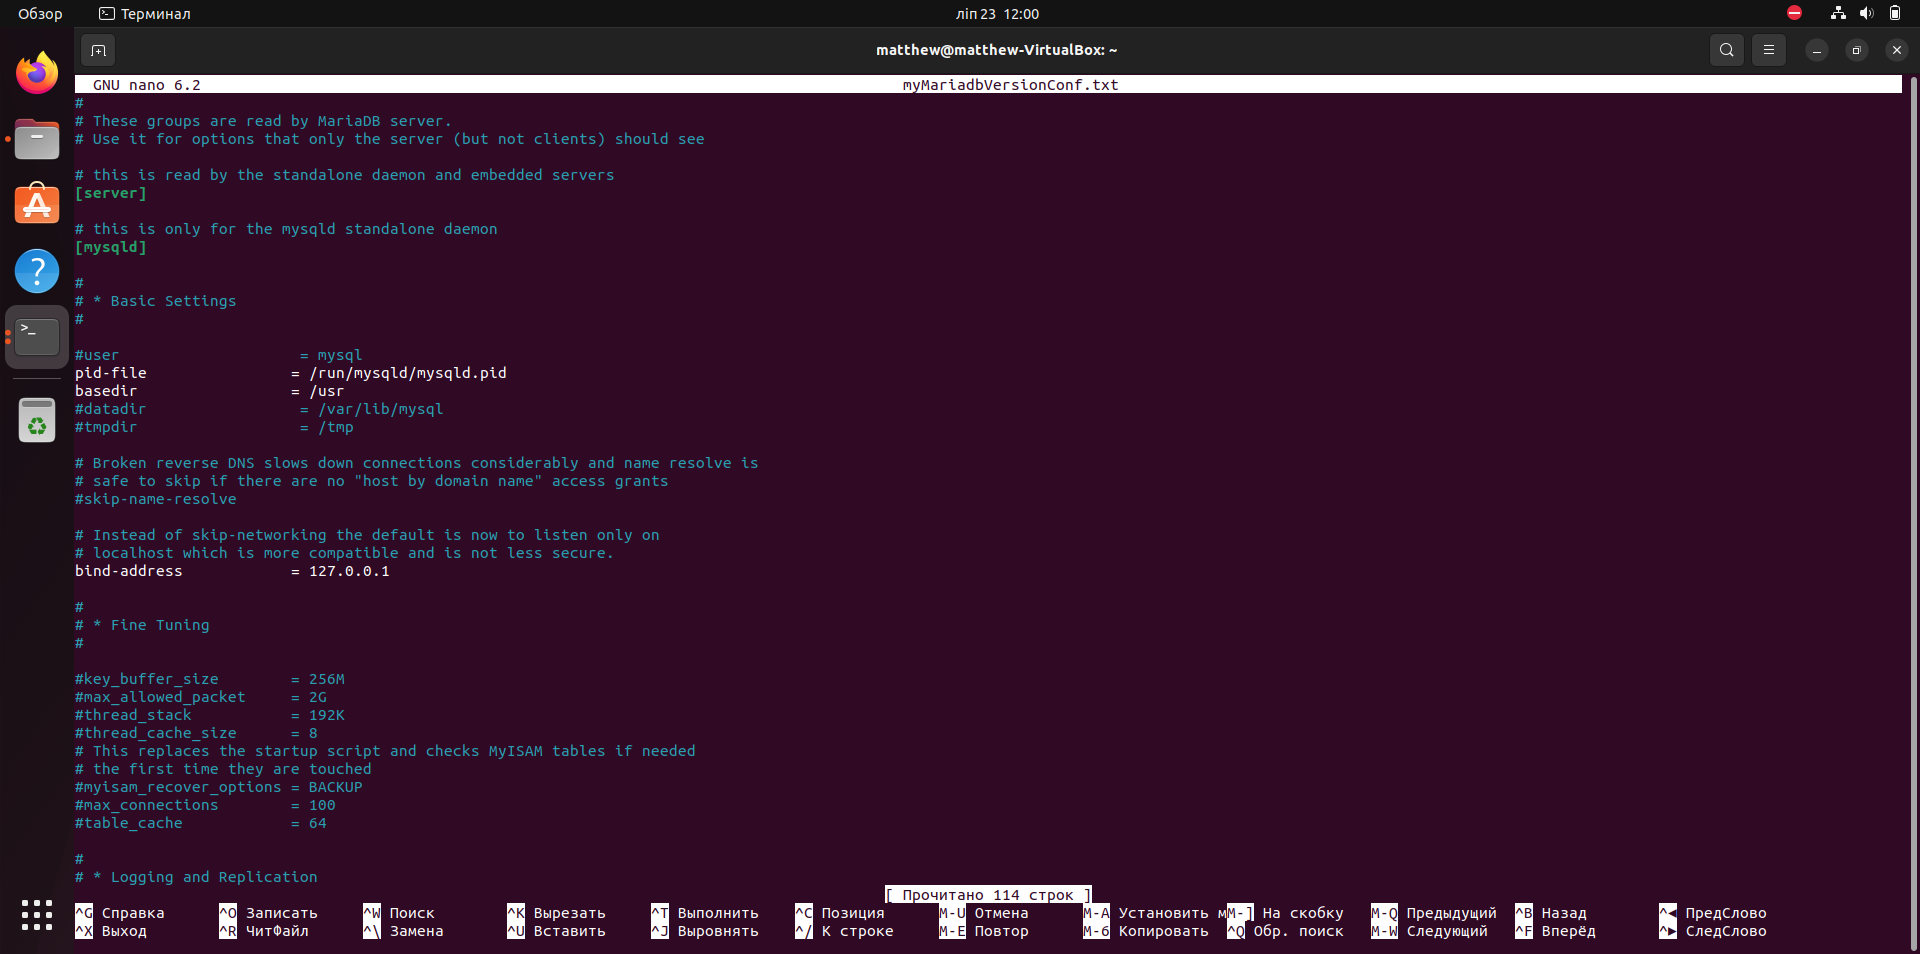 Обзор Терминал ліп 23 12:00
matthew@matthew-VirtualBox: ~
GNU nano 6.2 myMariadbVersionConf.txt
#
# These groups are read by MariaDB server.
# Use it for options that only the server (but not clients) should see
# this is read by the standalone daemon and embedded servers
[server]
# this is only for the mysqld standalone daemon
[mysqld]
#
# * Basic Settings
#
#user = mysql
pid-file = /run/mysqld/mysqld.pid
basedir = /usr
#datadir = /var/lib/mysql
#tmpdir = /tmp
# Broken reverse DNS slows down connections considerably and name resolve is
# safe to skip if there are no "host by domain name" access grants
#skip-name-resolve
# Instead of skip-networking the default is now to listen only on
# localhost which is more compatible and is not less secure.
bind-address = 127.0.0.1
#
# * Fine Tuning
#
#key_buffer_size = 256M
#max_allowed_packet = 2G
#thread_stack = 192K
#thread_cache_size = 8
# This replaces the startup script and checks MyISAM tables if needed
# the first time they are touched
#myisam_recover_options = BACKUP
#max_connections = 100
#table_cache = 64
#
# * Logging and Replication
[ Прочитано 114 строк ]
^G Справка ^O Записать ^W Поиск ^K Вырезать ^T Выполнить ^C Позиция M-U Отмена M-A Установить мM-] На скобку M-Q Предыдущий ^B Назад ^◄ ПредСлово
^X Выход ^R ЧитФайл ^\ Замена ^U Вставить ^J Выровнять ^/ К строке M-E Повтор M-6 Копировать ^Q Обр. поиск M-W Следующий ^F Вперёд ^► СледСлово